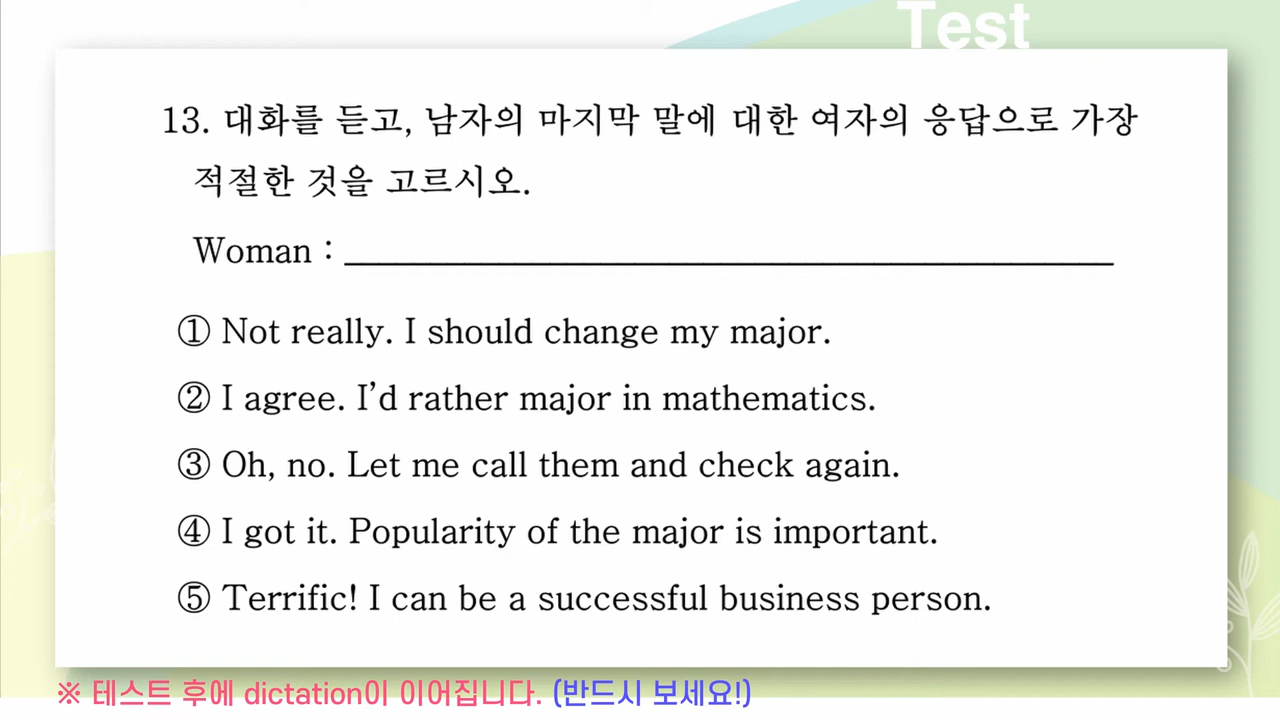 Test
13. 대화를 듣고, 남자의 마지막 말에 대한 여자의 응답으로 가장
적절한 것을 고르시오.
Woman : ______________________________
① Not really. I should change my major.
② I agree. I’d rather major in mathematics.
③ Oh, no. Let me call them and check again.
④ I got it. Popularity of the major is important.
⑤ Terrific! I can be a successful business person.
※ 테스트 후에 dictation이 이어집니다. (반드시 보세요!)